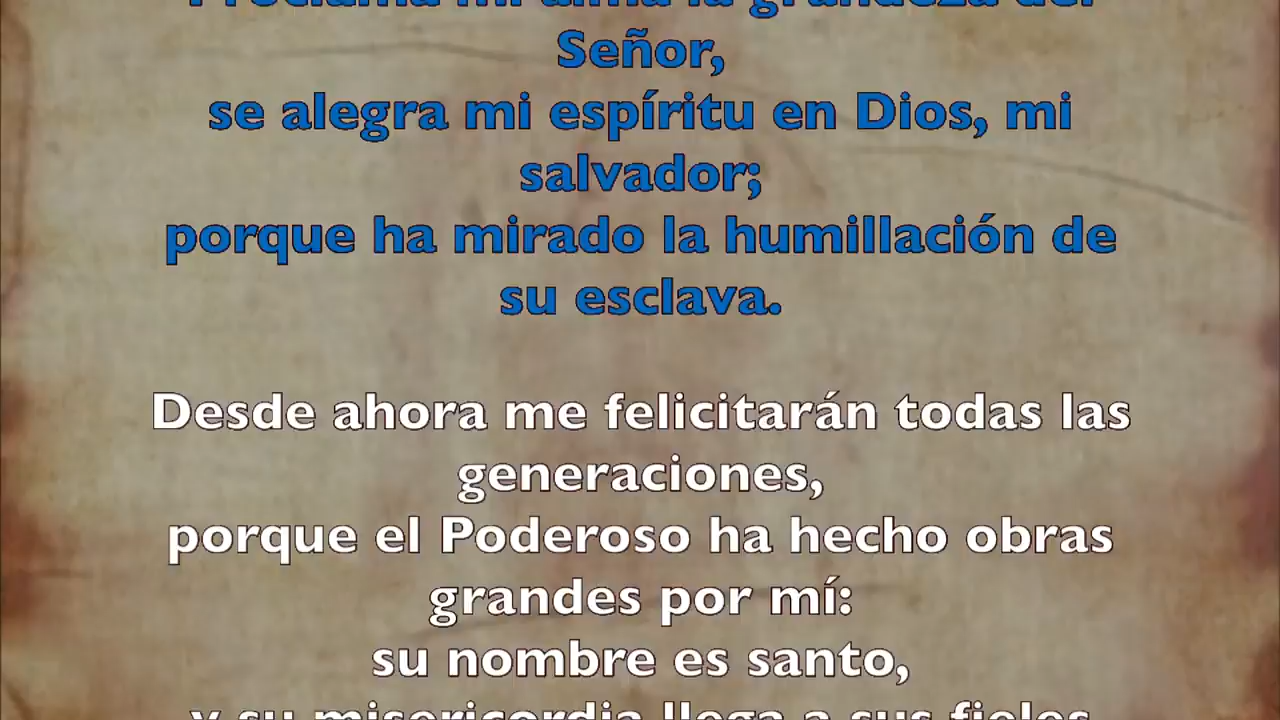 Proclama mi alma la grandeza del
Señor,
se alegra mi espíritu en Dios, mi
salvador;
porque ha mirado la humillación de
su esclava.
Desde ahora me felicitarán todas las
generaciones,
porque el Poderoso ha hecho obras
grandes por mí:
su nombre es santo,
y su misericordia llega a sus fieles